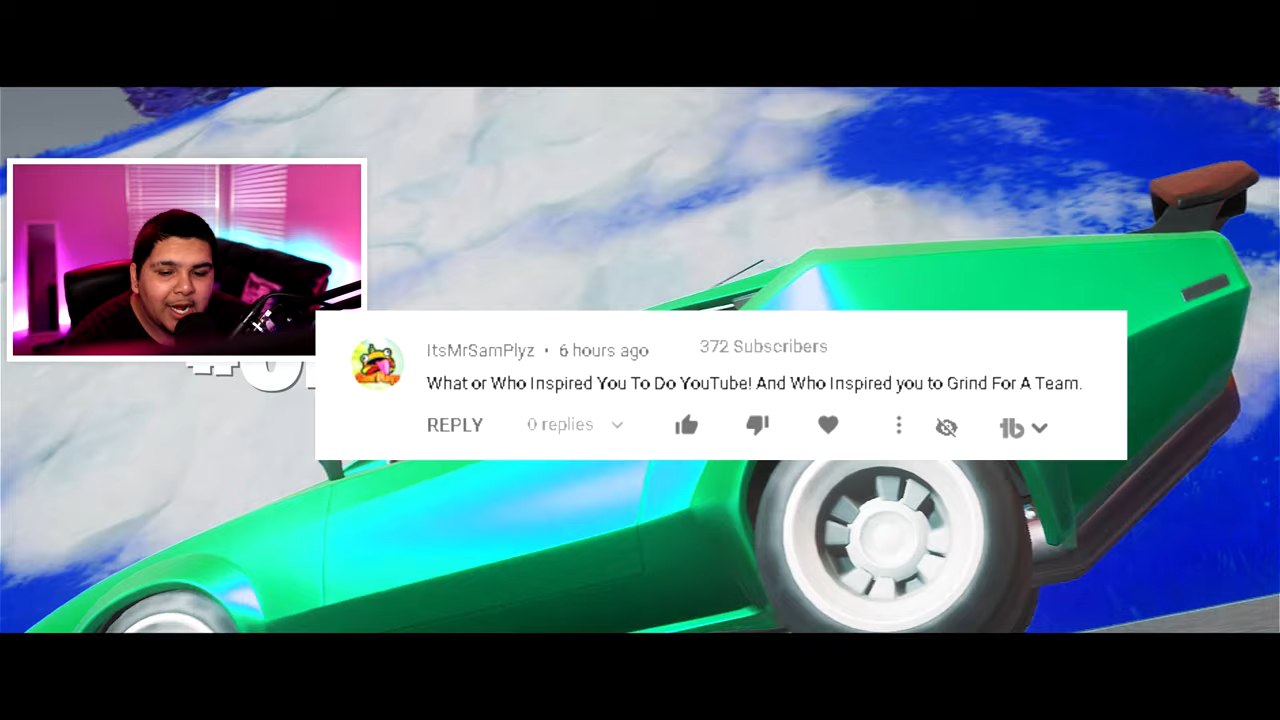 ItsMrSamPlyz • 6 hours ago 372 Subscribers
What or Who Inspired You To Do YouTube! And Who Inspired you to Grind For A Team.
REPLY 0 replies